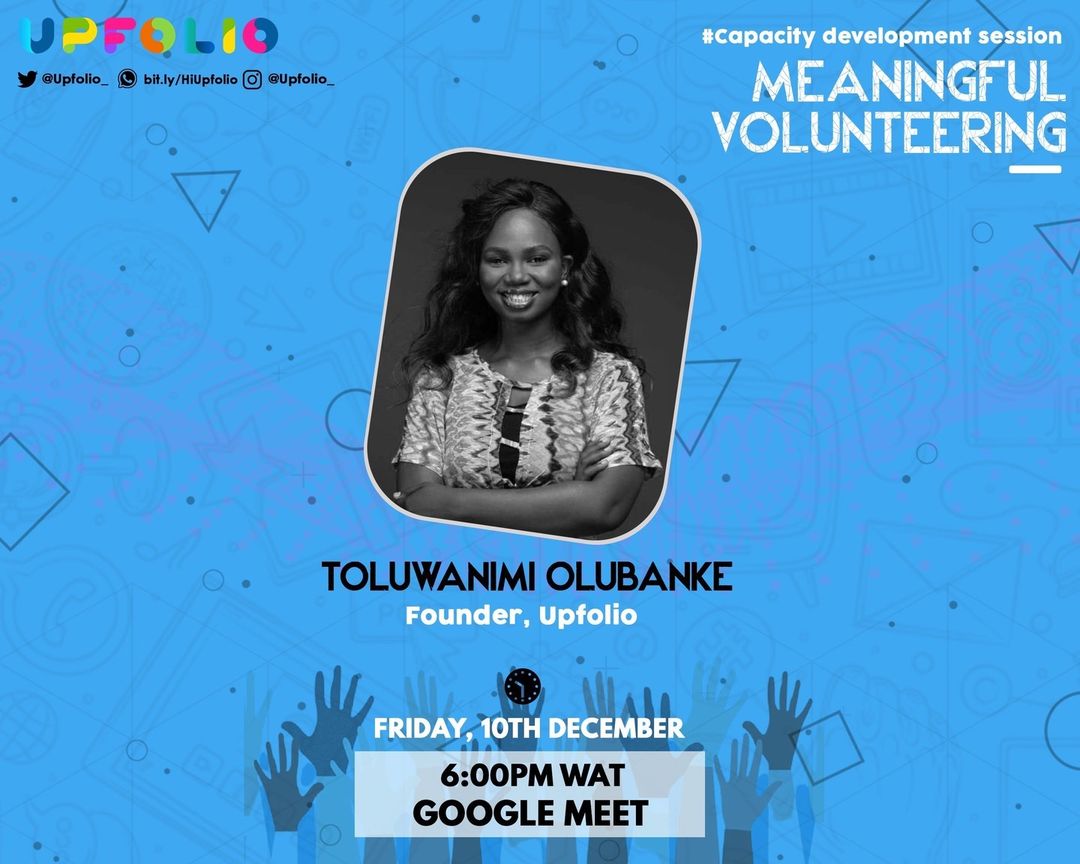 UPFOLIO
@Upfolio_ bit.ly/HiUpfolio @Upfolio_
#Capacity development session
MEANINGFUL
VOLUNTEERING
TOLUWANIMI OLUBANKE
Founder, Upfolio
FRIDAY, 10TH DECEMBER
6:00PM WAT
GOOGLE MEET